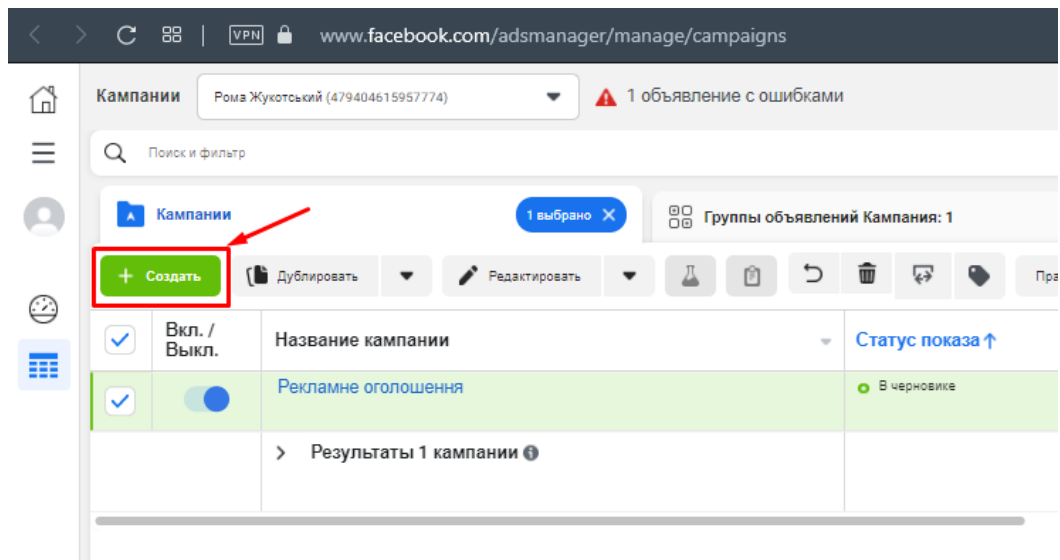 VPN www.facebook.com/adsmanager/manage/campaigns
Кампании Рома Жукотський (479404615957774) 1 объявление с ошибками
Поиск и фильтр
Кампании 1 выбрано Группы объявлений Кампания: 1
Создать Дублировать Редактировать Пра
Вкл. /
Выкл.
Название кампании
Статус показа
Рекламне оголошення В черновике
Результаты 1 кампании